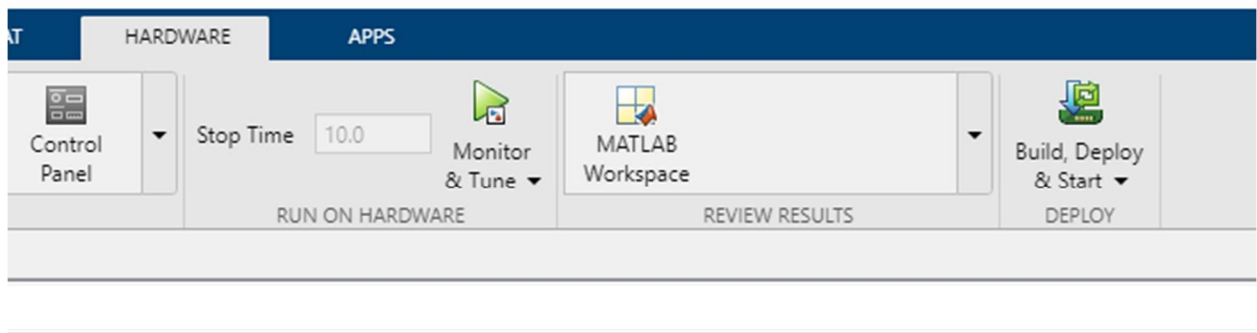 HARDWARE
APPS
Control
Panel
Stop Time
10.0
Monitor
& Tune
RUN ON HARDWARE
MATLAB
Workspace
REVIEW RESULTS
Build, Deploy
& Start
DEPLOY